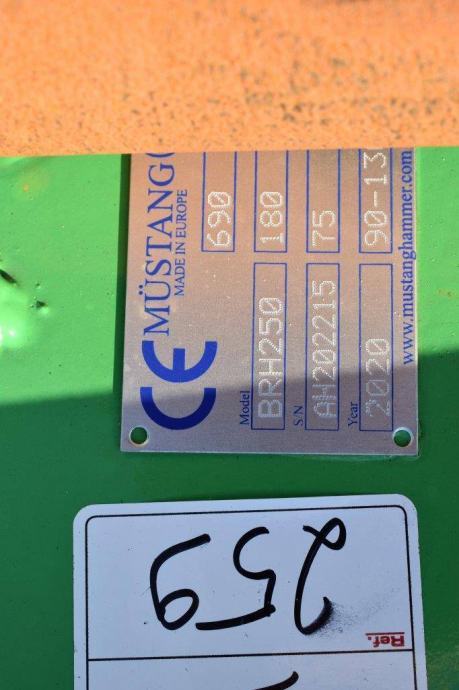 CE MÜSTANG
MADE IN EUROPE
690
Model
BRH250
180
S/N
AH202215
75
Year
2020
90-13
www.mustanghammer.com
259
Ref.